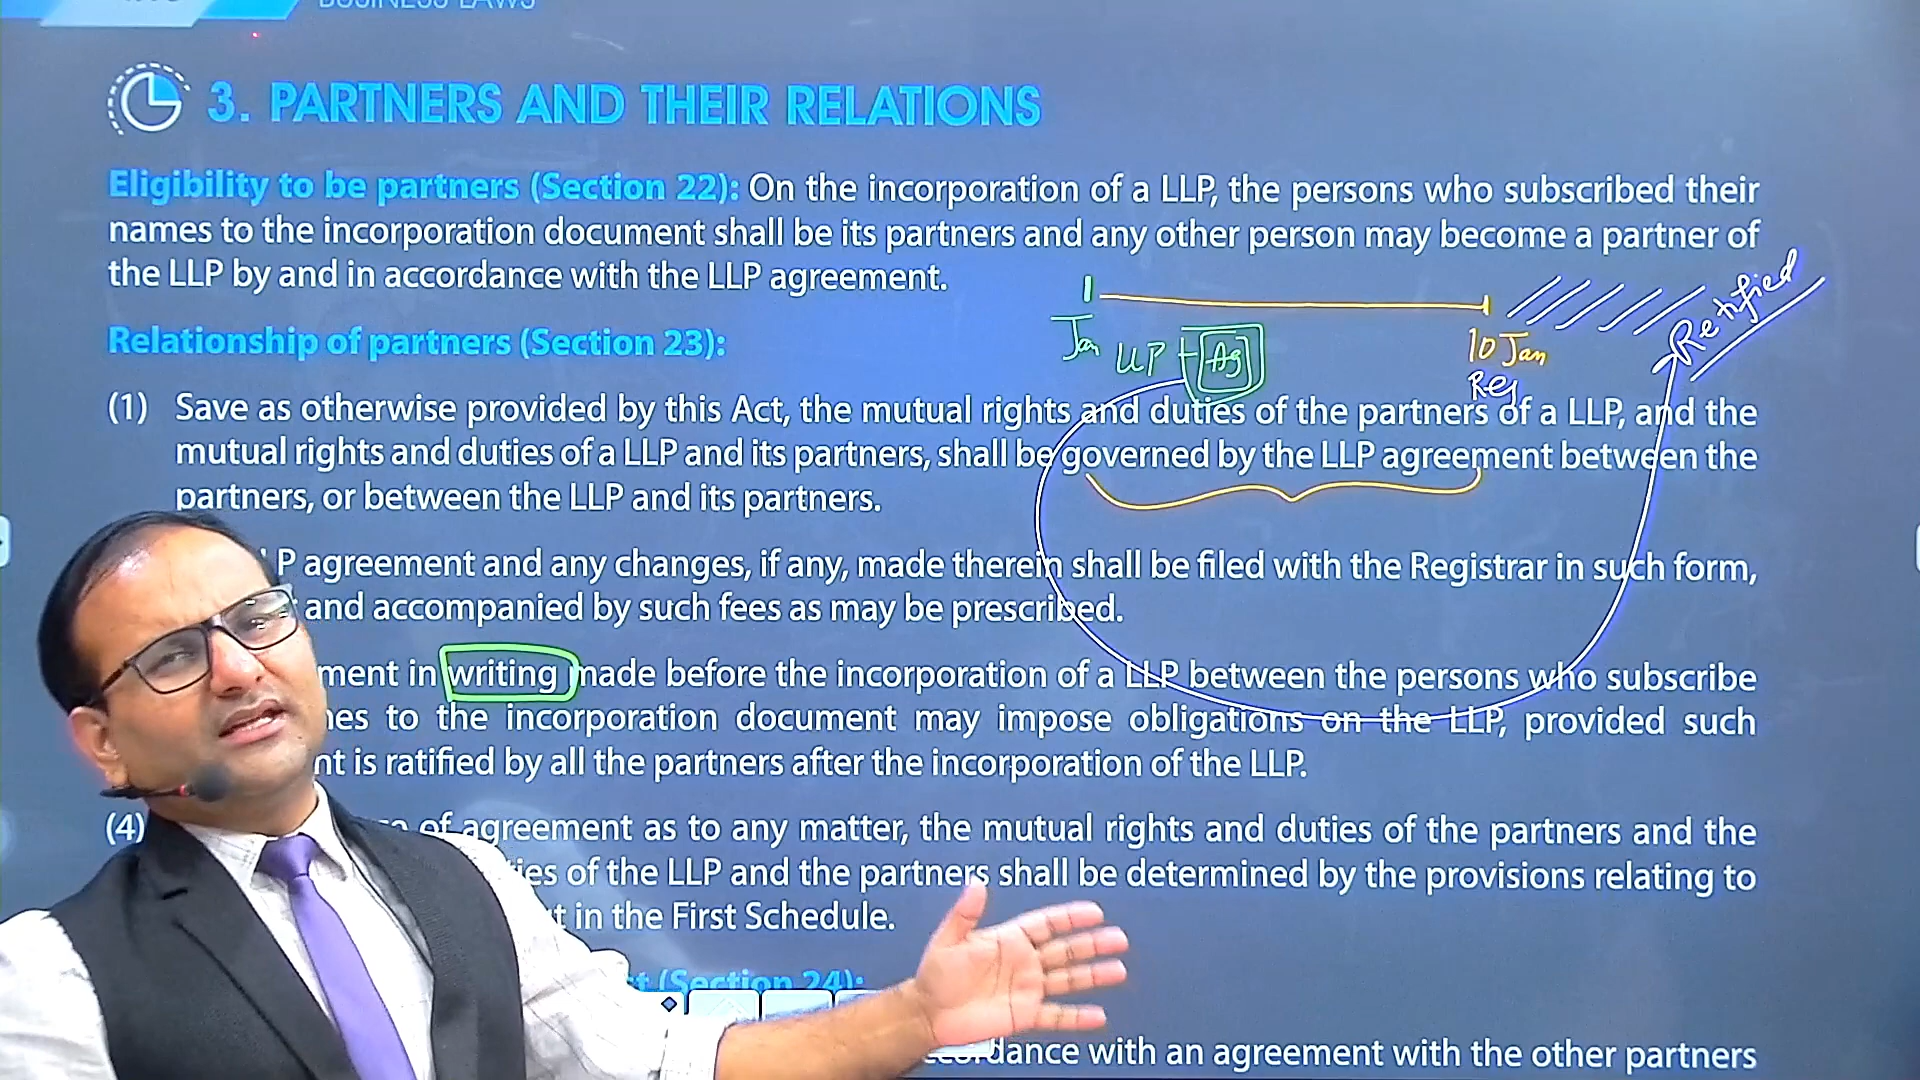 BUSINESS LAWS
3. PARTNERS AND THEIR RELATIONS
Eligibility to be partners (Section 22): On the incorporation of a LLP, the persons who subscribed their
names to the incorporation document shall be its partners and any other person may become a partner of
the LLP by and in accordance with the LLP agreement.
1 Jan
LLP - Ag
10 Jan
Reg
Retified
Relationship of partners (Section 23):
(1) Save as otherwise provided by this Act, the mutual rights and duties of the partners of a LLP, and the
mutual rights and duties of a LLP and its partners, shall be governed by the LLP agreement between the
partners, or between the LLP and its partners.
P agreement and any changes, if any, made therein shall be filed with the Registrar in such form,
and accompanied by such fees as may be prescribed.
ment in writing made before the incorporation of a LLP between the persons who subscribe
nes to the incorporation document may impose obligations on the LLP, provided such
nt is ratified by all the partners after the incorporation of the LLP.
(4) of agreement as to any matter, the mutual rights and duties of the partners and the
ties of the LLP and the partners shall be determined by the provisions relating to
t in the First Schedule.
t (Section 24):
ccordance with an agreement with the other partners